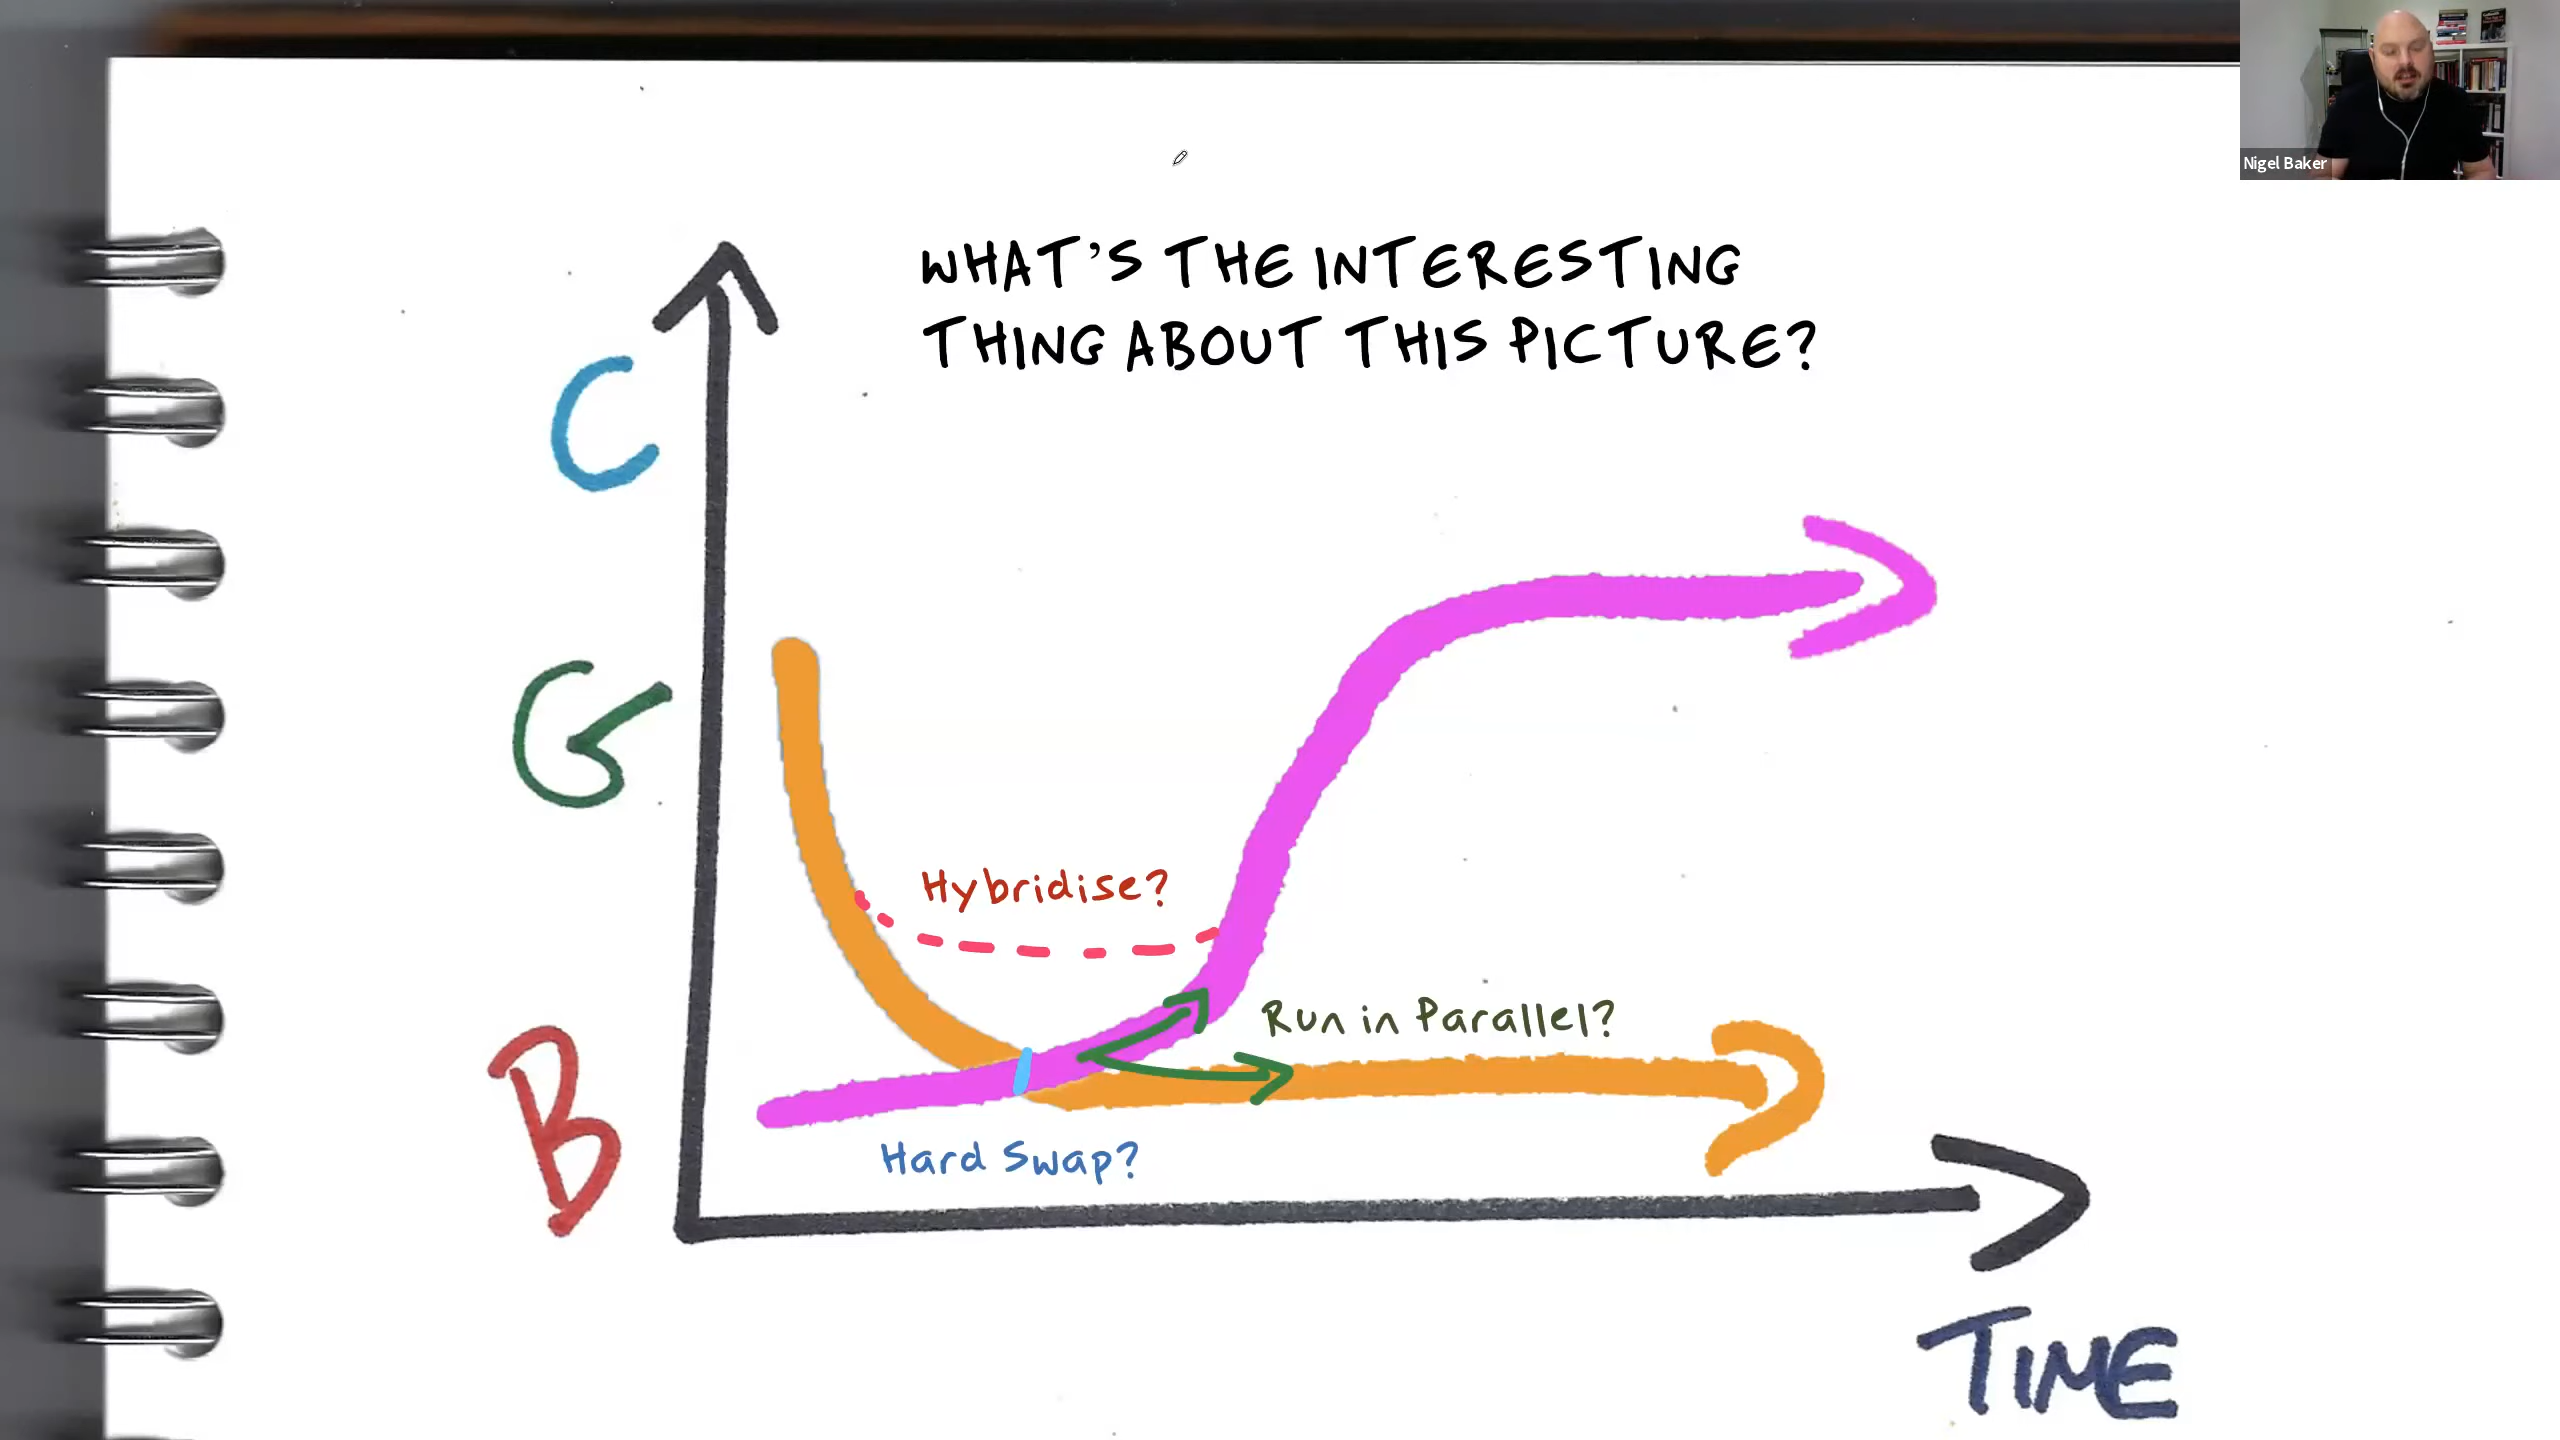 Nigel Baker
WHAT'S THE INTERESTING
THING ABOUT THIS PICTURE?
C
G
B
Hybridise?
Run in Parallel?
Hard Swap?
TIME